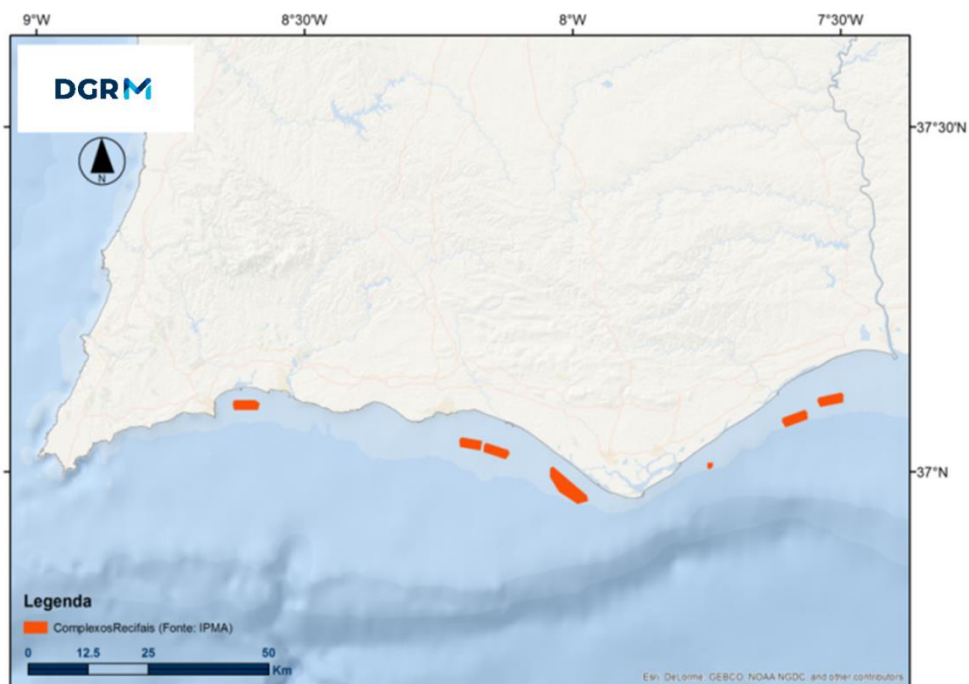 9°W 8°30'W 8°W 7°30'W
DGRM
37°30'N
N
37°N
Legenda
ComplexosRecifais (Fonte: IPMA)
0 12.5 25 50
Km
Esri, DeLorme, GEBCO, NOAA NGDC, and other contributors